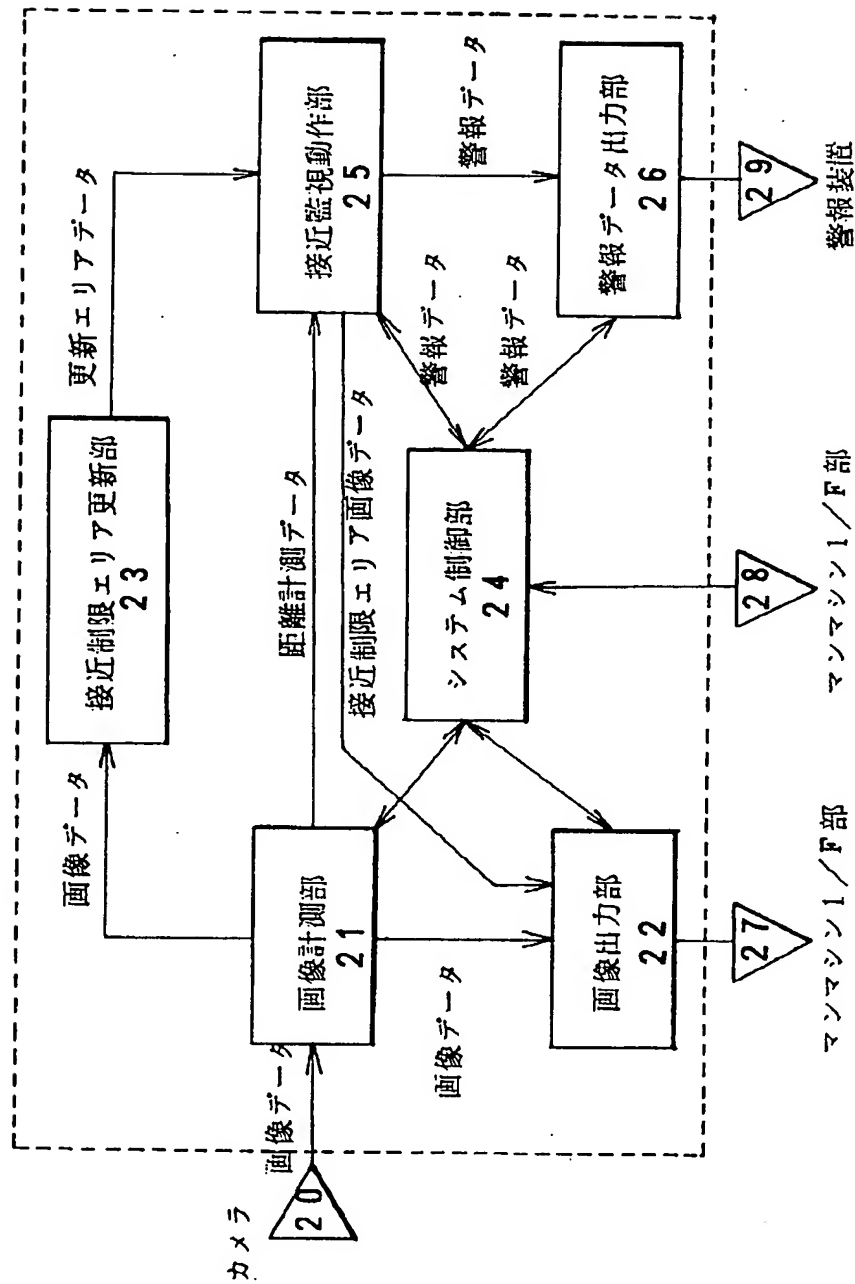 カメラ
20
画像データ
画像データ
接近制限エリア更新部
23
更新エリアデータ
画像計測部
21
距離計測データ
接近制限エリア画像データ
接近監視動作部
25
画像データ
システム制御部
24
警報データ
警報データ
警報データ
画像出力部
22
警報データ出力部
26
27
28
29
マンマシン1/F部
マンマシン1/F部
警報装置